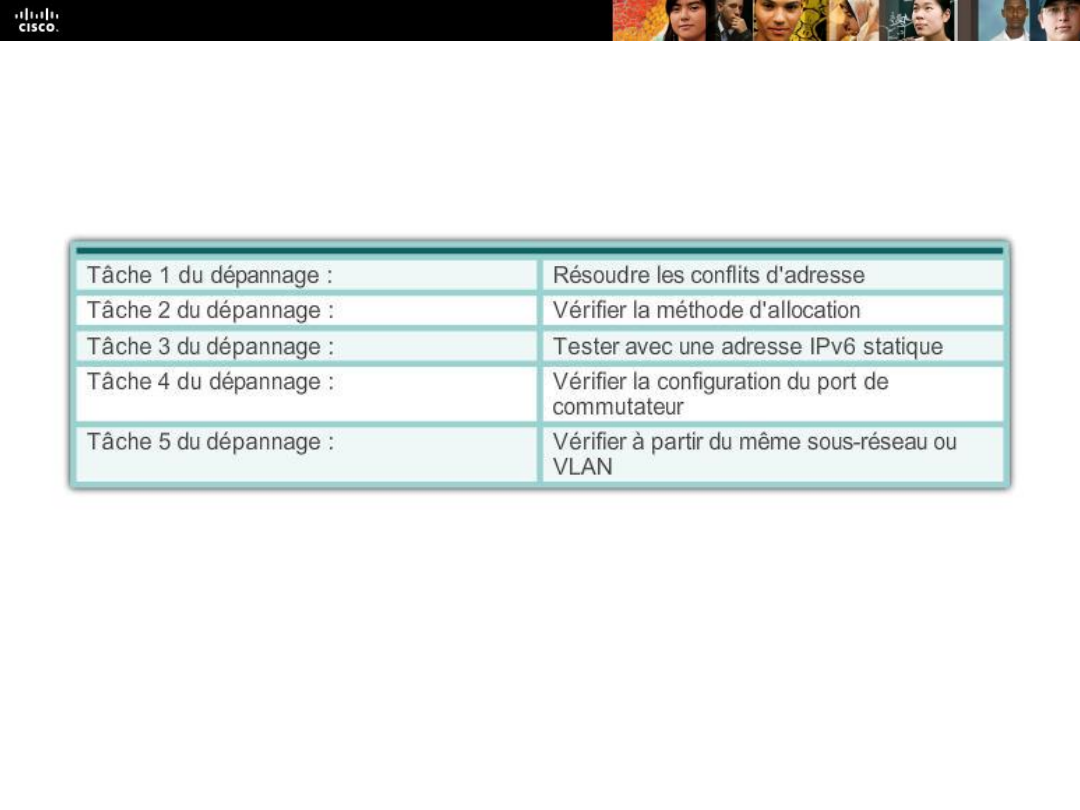 CISCO.
Tâche 1 du dépannage :
Résoudre les conflits d'adresse
Tâche 2 du dépannage :
Vérifier la méthode d'allocation
Tâche 3 du dépannage :
Tester avec une adresse IPv6 statique
Tâche 4 du dépannage :
Vérifier la configuration du port de
commutateur
Tâche 5 du dépannage :
Vérifier à partir du même sous-réseau ou
VLAN